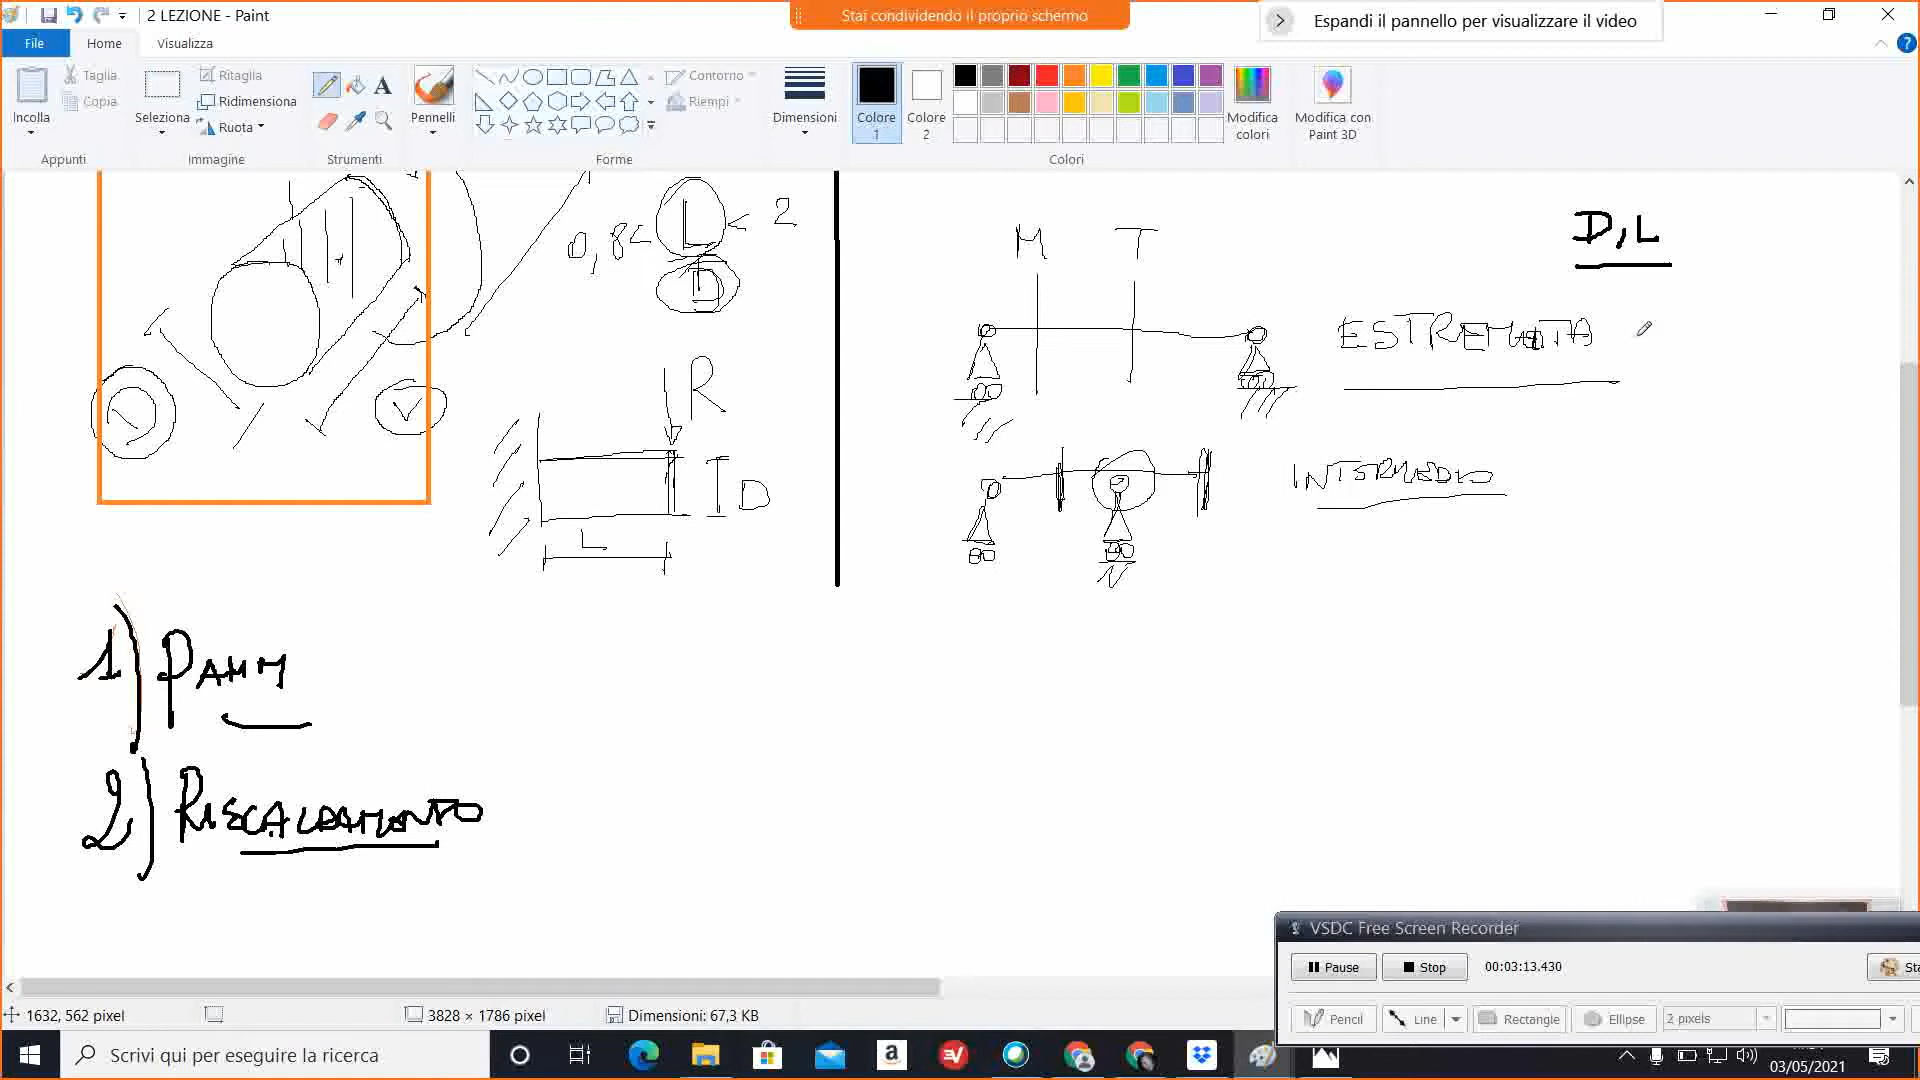 2 LEZIONE - Paint
Stai condividendo il proprio schermo
Espandi il pannello per visualizzare il video
File Home Visualizza
Incolla
Taglia
Copia
Appunti
Seleziona
Ritaglia
Ridimensiona
Ruota
Immagine
Strumenti
Pennelli
Contorno
Riempi
Forme
Dimensioni
Colore 1
Colore 2
Modifica colori
Modifica con Paint 3D
Colori
0,8 < L < 2
D
M T
D,L
ESTREMITA
R
D
L
INTERMEDIO
1) PAMM
2) RISCALDAMENTO
VSDC Free Screen Recorder
Pause Stop 00:03:13.430 Sta
Pencil Line Rectangle Ellipse 2 pixels
1632, 562 pixel
3828 × 1786 pixel
Dimensioni: 67,3 KB
Scrivi qui per eseguire la ricerca
03/05/2021